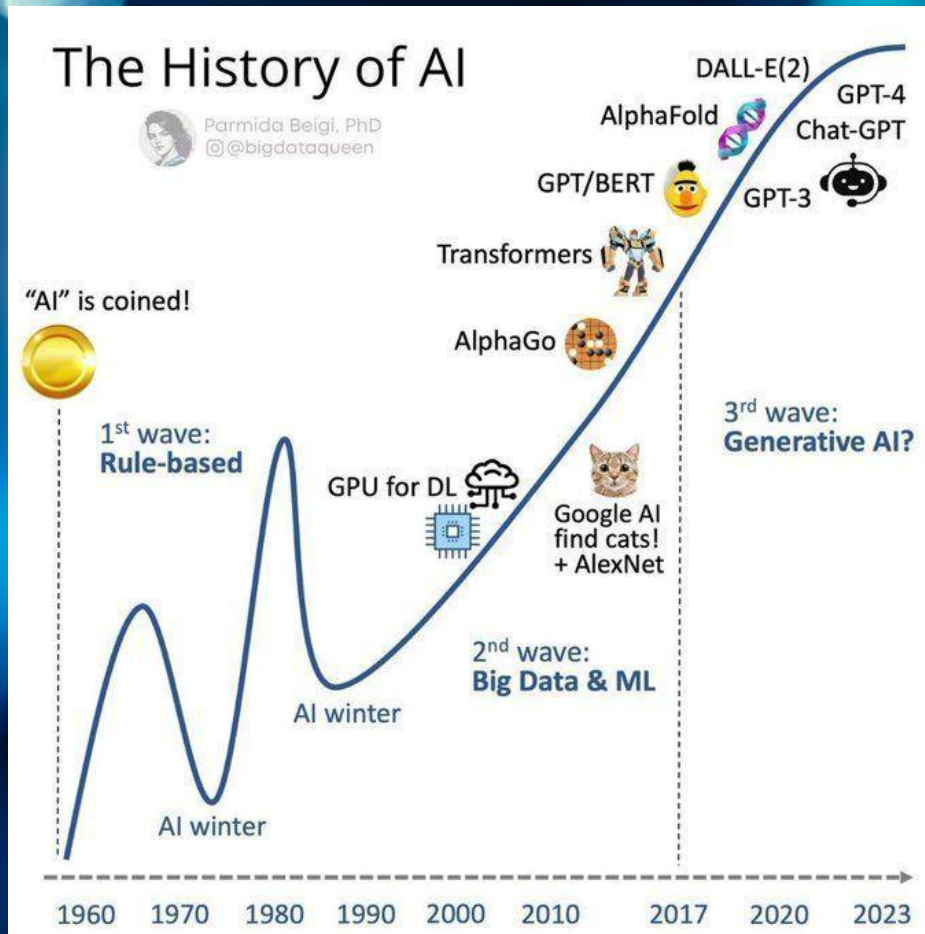 The History of AI
Parmida Beigi, PhD
@bigdataqueen
DALL-E(2)
GPT-4
AlphaFold
Chat-GPT
GPT/BERT
GPT-3
Transformers
"AI" is coined!
AlphaGo
1st wave:
Rule-based
3rd wave:
Generative AI?
GPU for DL
Google AI
find cats!
+ AlexNet
2nd wave:
Big Data & ML
AI winter
AI winter
1960 1970 1980 1990 2000 2010 2017 2020 2023